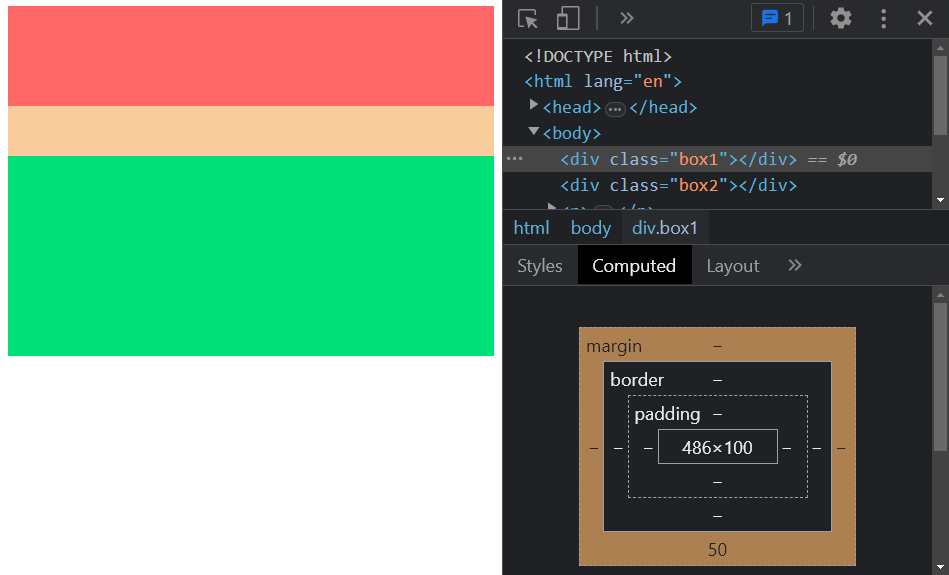 1
<!DOCTYPE html>
<html lang="en">
<head>…</head>
<body>
<div class="box1"></div> == $0
<div class="box2"></div>
<p>…</p>
html body div.box1
Styles Computed Layout
margin –
border –
padding –
– – – 486×100 – – –
–
–
50